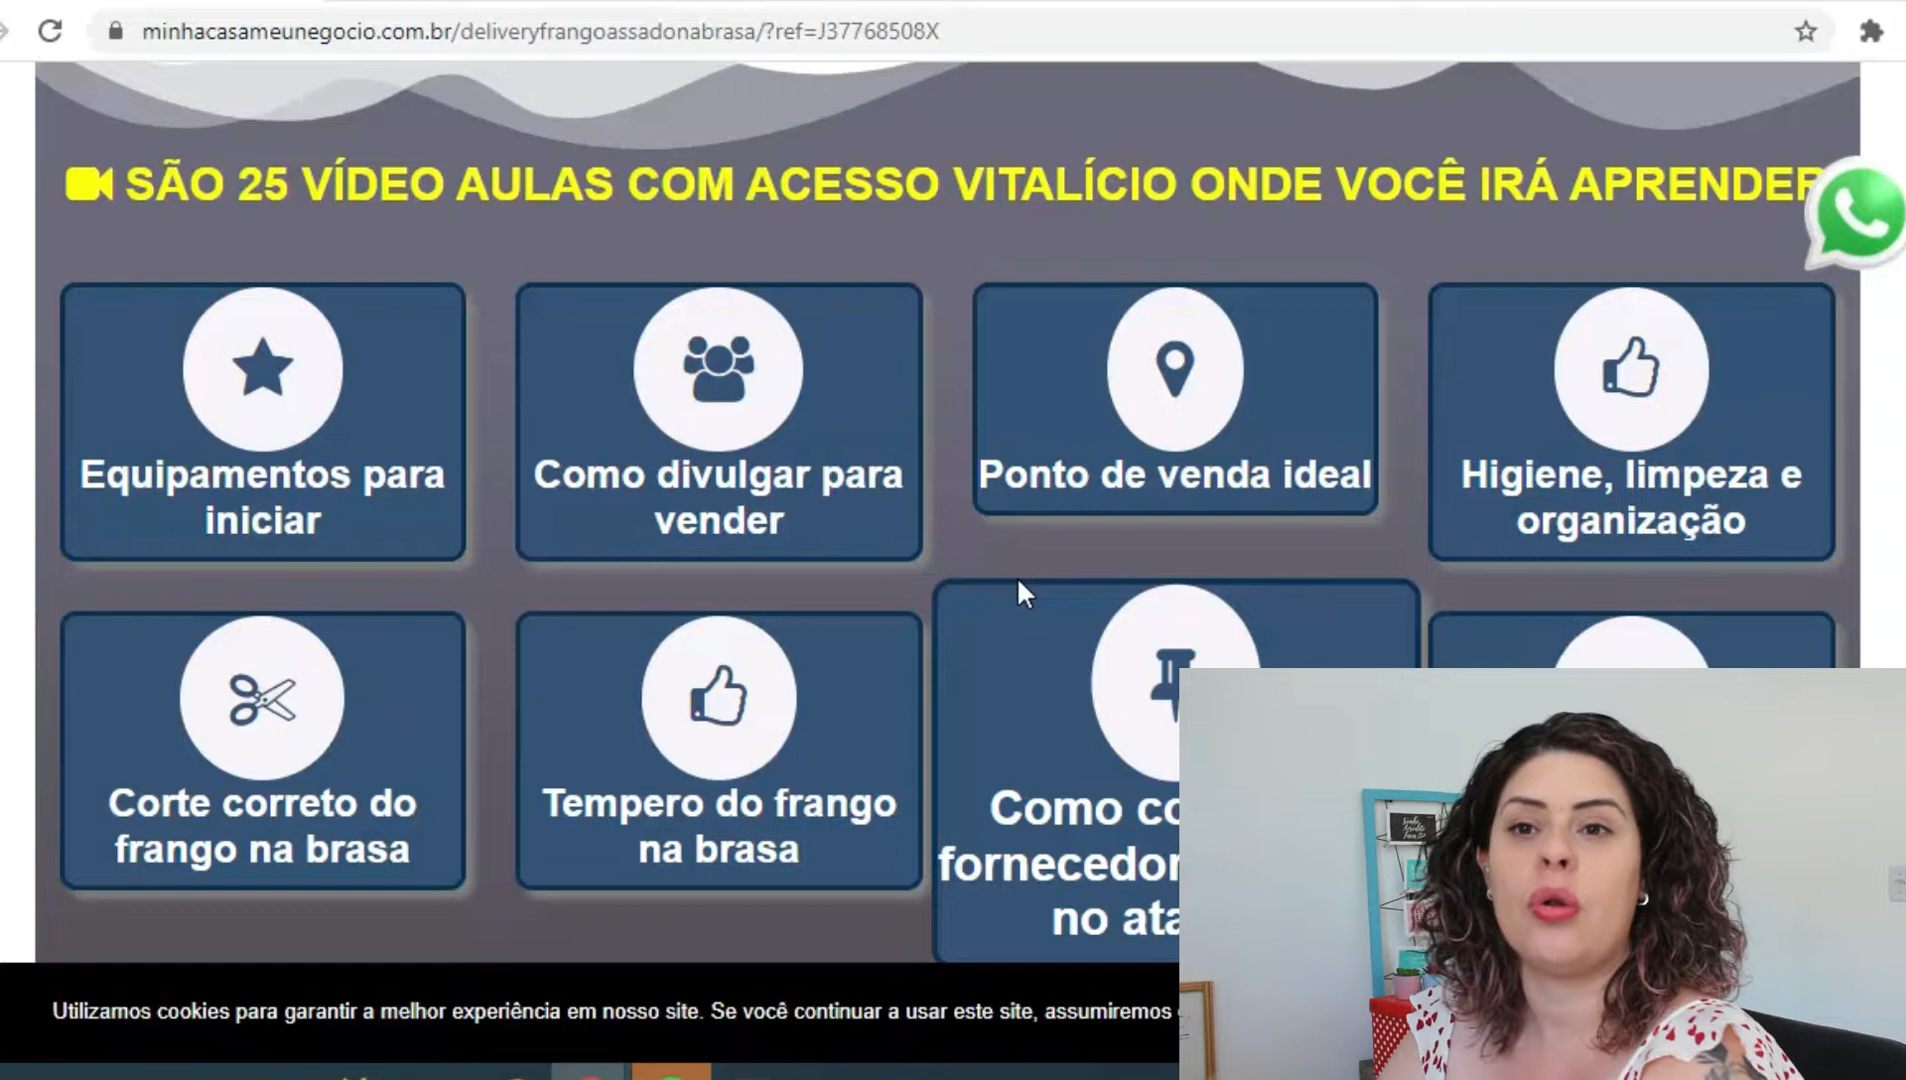 minhacasameunegocio.com.br/deliveryfrangoassadonabrasa/?ref=J37768508X
SÃO 25 VÍDEO AULAS COM ACESSO VITALÍCIO ONDE VOCÊ IRÁ APRENDER
Equipamentos para
iniciar
Como divulgar para
vender
Ponto de venda ideal
Higiene, limpeza e
organização
Corte correto do
frango na brasa
Tempero do frango
na brasa
Como
no
Utilizamos cookies para garantir a melhor experiência em nosso site. Se você continuar a usar este site, assumiremos